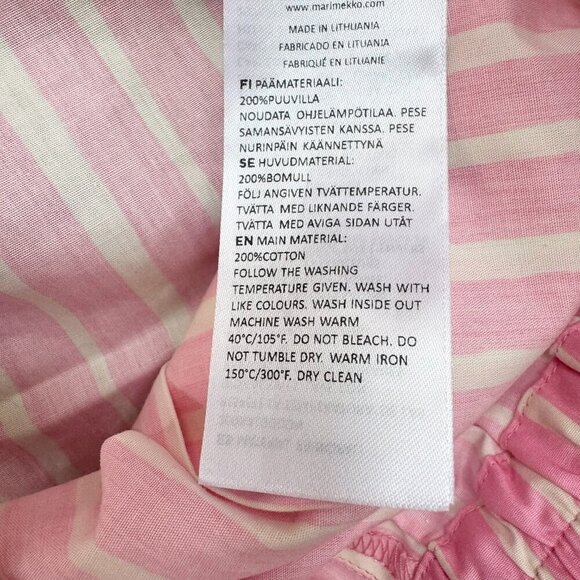 www.marimekko.com
MADE IN LITHUANIA
FABRICADO EN LITUANIA
FABRIQUÉ EN LITUANIE
FI PÄÄMATERIAALI:
200%PUUVILLA
NOUDATA OHJELÄMPÖTILAA. PESE
SAMANSÄVYISTEN KANSSA. PESE
NURINPÄIN KÄÄNNETTYNÄ
SE HUVUDMATERIAL:
200%BOMULL
FÖLJ ANGIVEN TVÄTTEMPERATUR.
TVÄTTA MED LIKNANDE FÄRGER.
TVÄTTA MED AVIGA SIDAN UTÅT
EN MAIN MATERIAL:
200%COTTON
FOLLOW THE WASHING
TEMPERATURE GIVEN. WASH WITH
LIKE COLOURS. WASH INSIDE OUT
MACHINE WASH WARM
40°C/105°F. DO NOT BLEACH. DO
NOT TUMBLE DRY. WARM IRON
150°C/300°F. DRY CLEAN